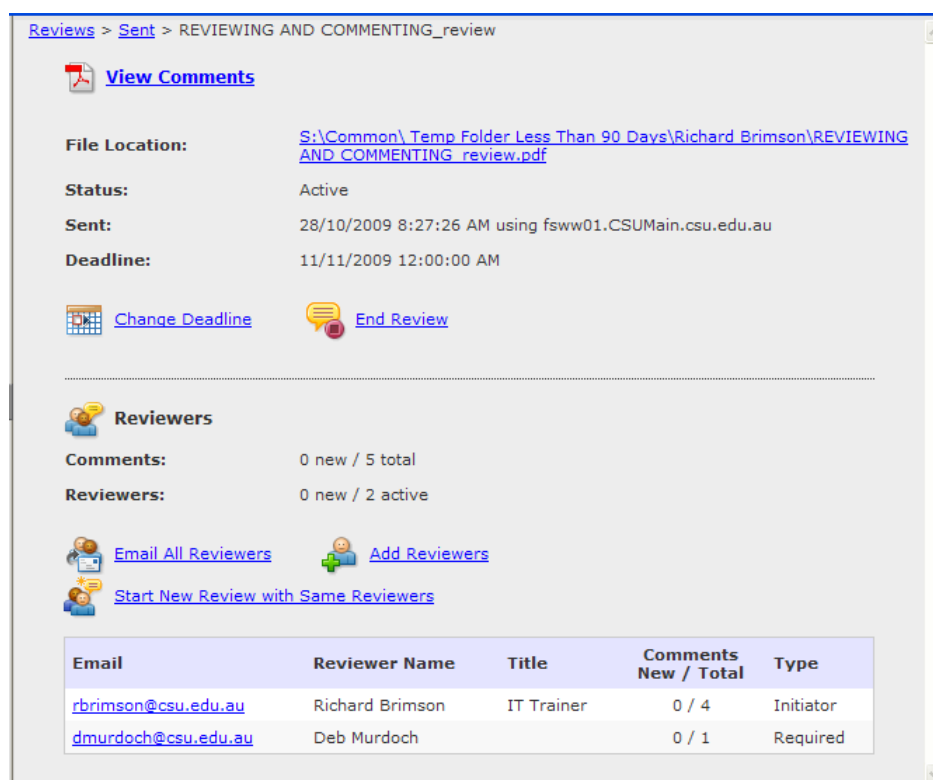 Reviews > Sent > REVIEWING AND COMMENTING_review
View Comments
File Location: S:\Common\ Temp Folder Less Than 90 Days\Richard Brimson\REVIEWING
AND COMMENTING_review.pdf
Status: Active
Sent: 28/10/2009 8:27:26 AM using fsww01.CSUMain.csu.edu.au
Deadline: 11/11/2009 12:00:00 AM
Change Deadline End Review
Reviewers
Comments: 0 new / 5 total
Reviewers: 0 new / 2 active
Email All Reviewers Add Reviewers
Start New Review with Same Reviewers
Email Reviewer Name Title Comments New / Total Type
rbrimson@csu.edu.au Richard Brimson IT Trainer 0 / 4 Initiator
dmurdoch@csu.edu.au Deb Murdoch 0 / 1 Required